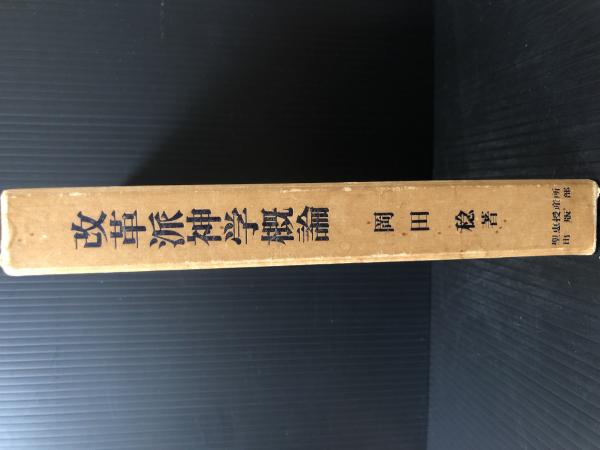 改革派神学概論
岡田 稔 著
聖恵授産所
出版部